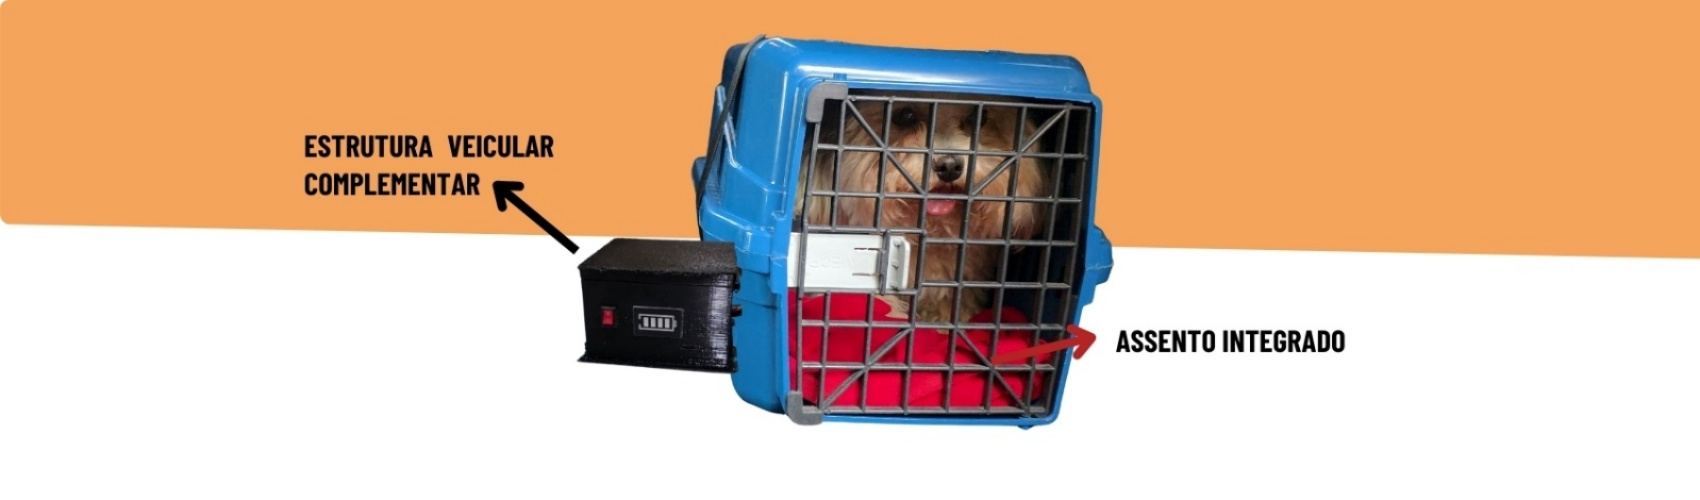 ESTRUTURA VEICULAR
COMPLEMENTAR
ASSENTO INTEGRADO